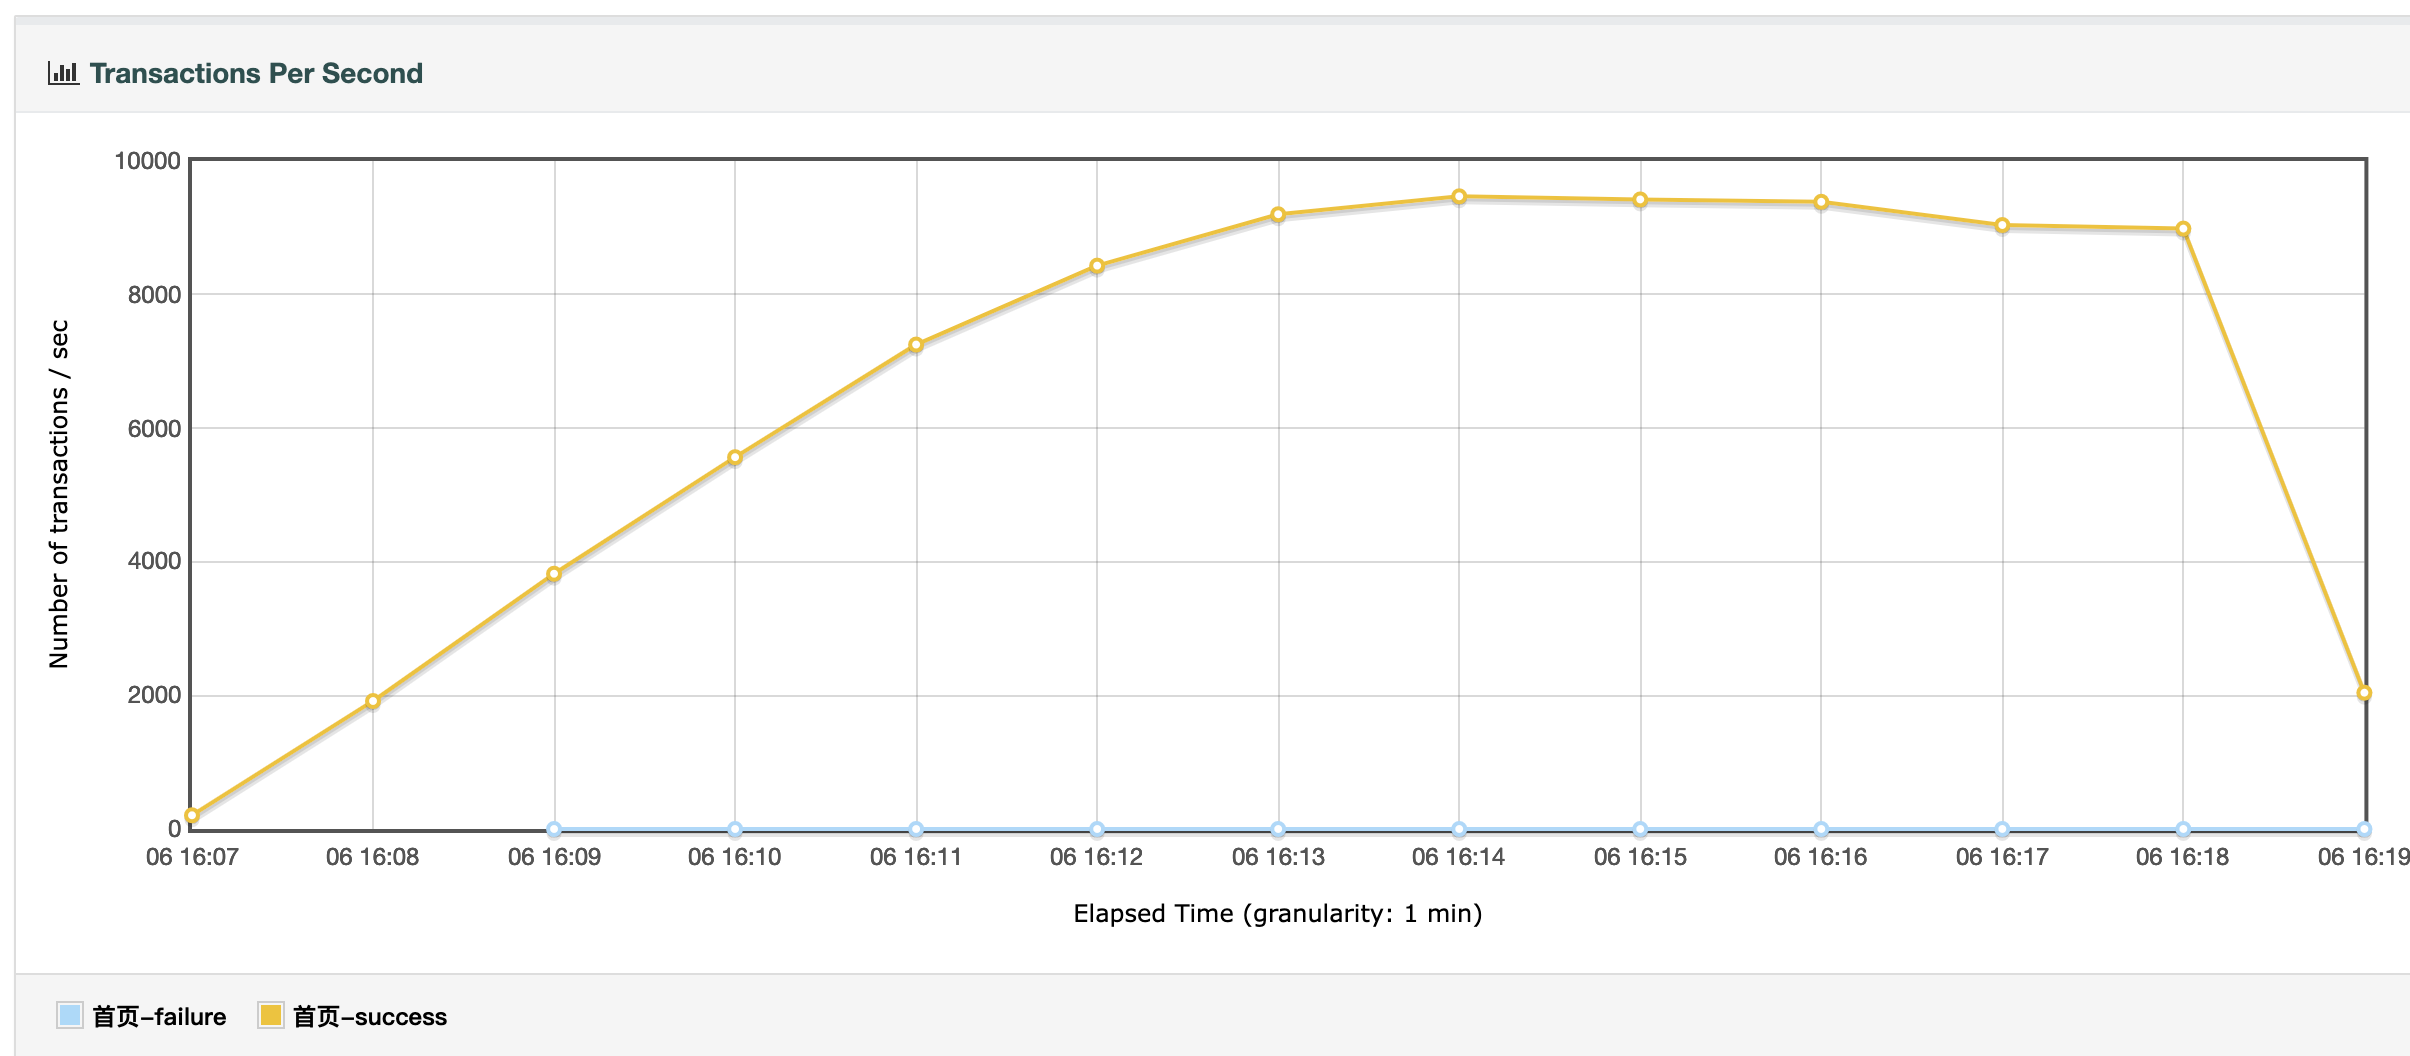 Transactions Per Second
10000
8000
6000
4000
2000
0
Number of transactions / sec
06 16:07 06 16:08 06 16:09 06 16:10 06 16:11 06 16:12 06 16:13 06 16:14 06 16:15 06 16:16 06 16:17 06 16:18 06 16:19
Elapsed Time (granularity: 1 min)
首页-failure 首页-success